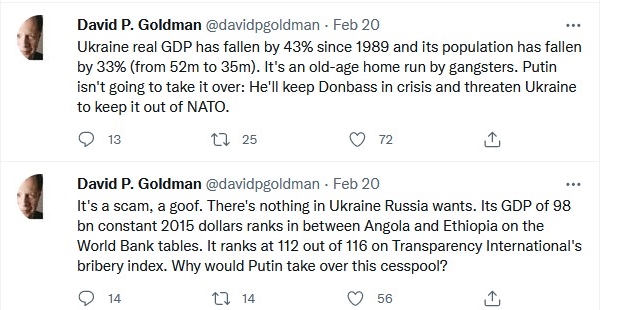 David P. Goldman @davidpgoldman · Feb 20
Ukraine real GDP has fallen by 43% since 1989 and its population has fallen
by 33% (from 52m to 35m). It's an old-age home run by gangsters. Putin
isn't going to take it over: He'll keep Donbass in crisis and threaten Ukraine
to keep it out of NATO.
13 25 72
David P. Goldman @davidpgoldman · Feb 20
It's a scam, a goof. There's nothing in Ukraine Russia wants. Its GDP of 98
bn constant 2015 dollars ranks in between Angola and Ethiopia on the
World Bank tables. It ranks at 112 out of 116 on Transparency International's
bribery index. Why would Putin take over this cesspool?
14 14 56